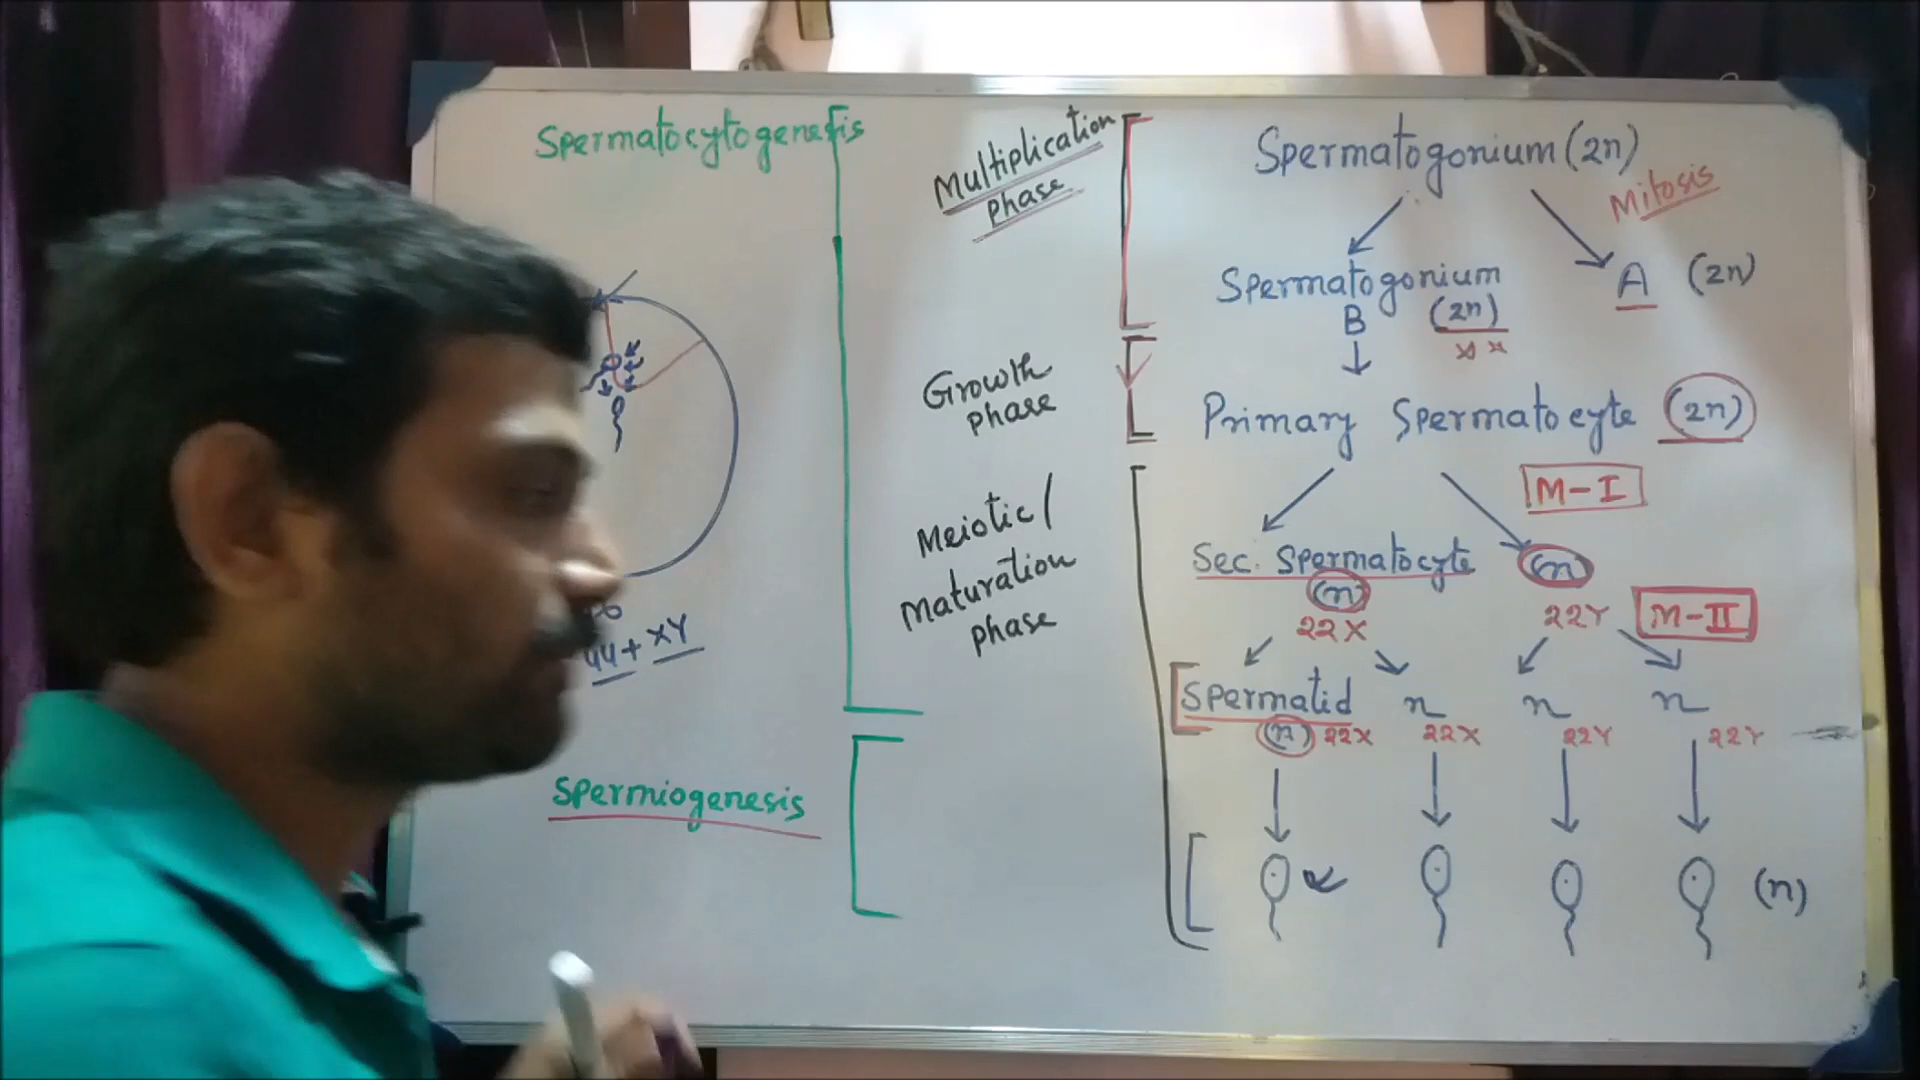 Spermatocytogenesis
44+ XY
Spermiogenesis
Multiplication
phase
Growth
phase
Meiotic/
Maturation
phase
Spermatogonium (2n)
Mitosis
Spermatogonium
B (2n)
A (2n)
Primary Spermatocyte (2n)
M-I
Sec. Spermatocyte (n)
(n)
22X 22Y M-II
Spermatid n n n
(n) 22X 22X 22Y 22Y
(n)